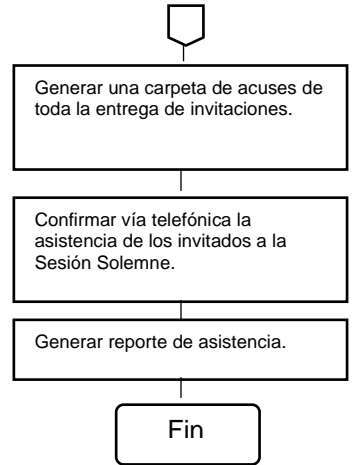 Generar una carpeta de acuses de
toda la entrega de invitaciones.
Confirmar vía telefónica la
asistencia de los invitados a la
Sesión Solemne.
Generar reporte de asistencia.
Fin